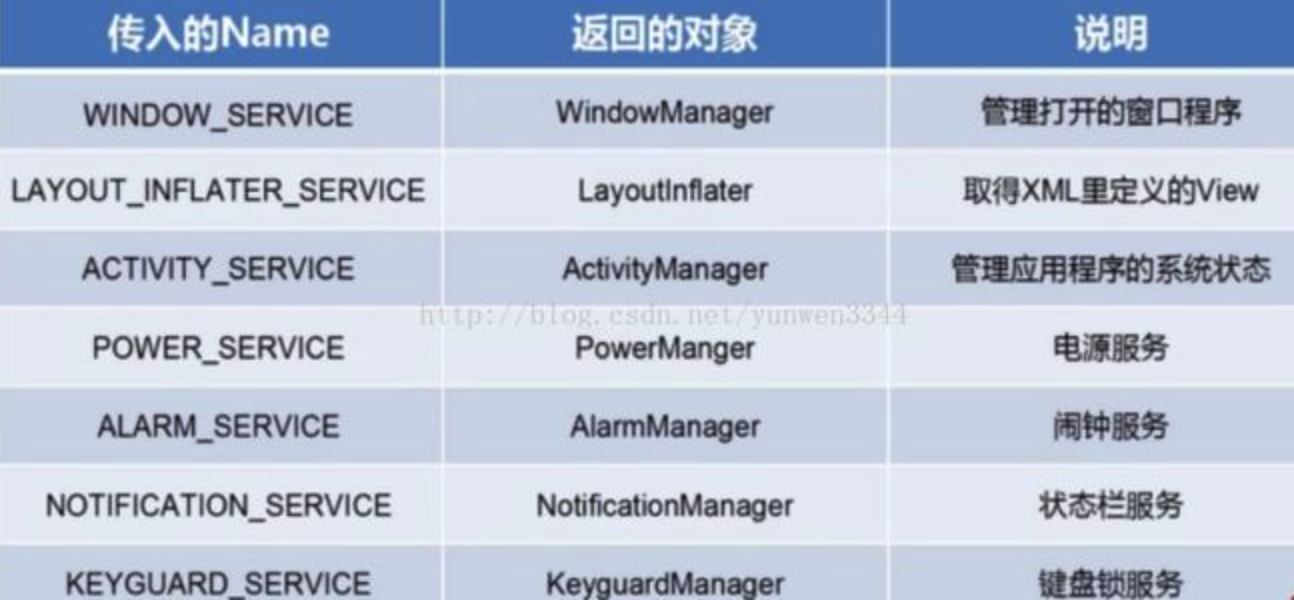 传入的Name 返回的对象 说明
WINDOW_SERVICE WindowManager 管理打开的窗口程序
LAYOUT_INFLATER_SERVICE LayoutInflater 取得XML里定义的View
ACTIVITY_SERVICE ActivityManager 管理应用程序的系统状态
http://blog.csdn.net/yunwen3344
POWER_SERVICE PowerManger 电源服务
ALARM_SERVICE AlarmManager 闹钟服务
NOTIFICATION_SERVICE NotificationManager 状态栏服务
KEYGUARD_SERVICE KeyguardManager 键盘锁服务